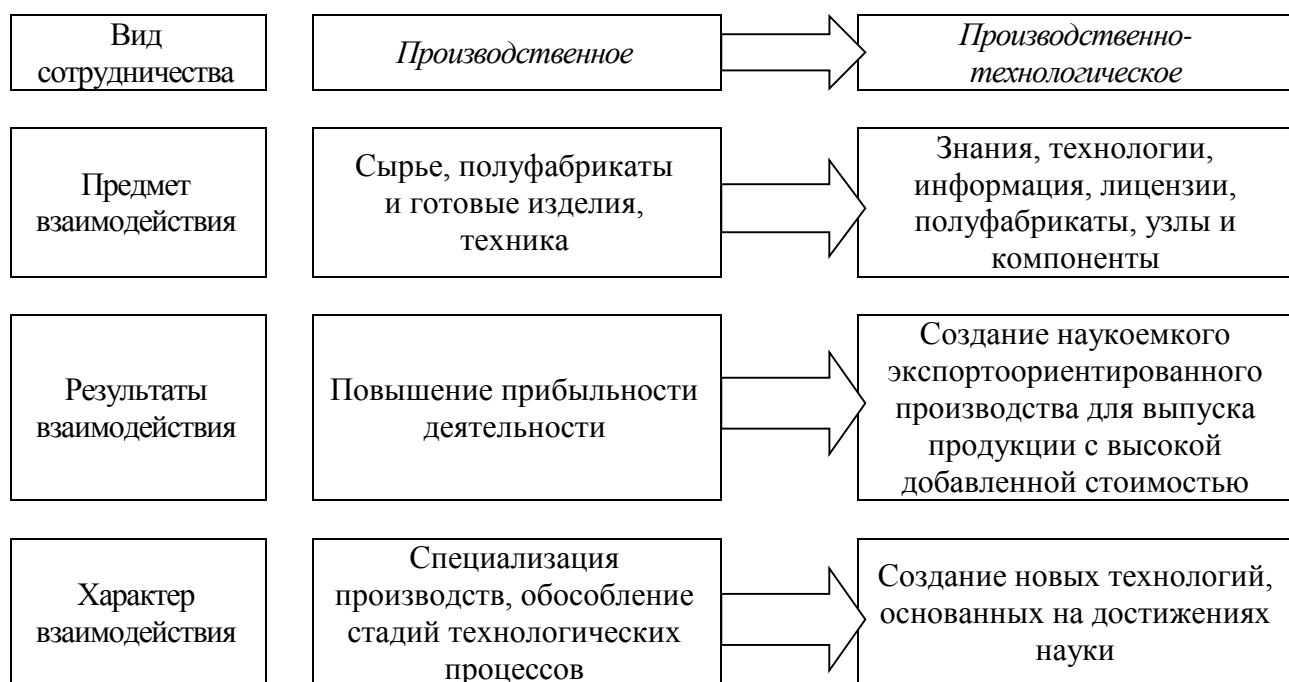 Вид
сотрудничества
Производственное
Производственно-
технологическое
Предмет
взаимодействия
Сырье, полуфабрикаты
и готовые изделия,
техника
Знания, технологии,
информация, лицензии,
полуфабрикаты, узлы и
компоненты
Результаты
взаимодействия
Повышение прибыльности
деятельности
Создание наукоемкого
экспортоориентированного
производства для выпуска
продукции с высокой
добавленной стоимостью
Характер
взаимодействия
Специализация
производств, обособление
стадий технологических
процессов
Создание новых технологий,
основанных на достижениях
науки